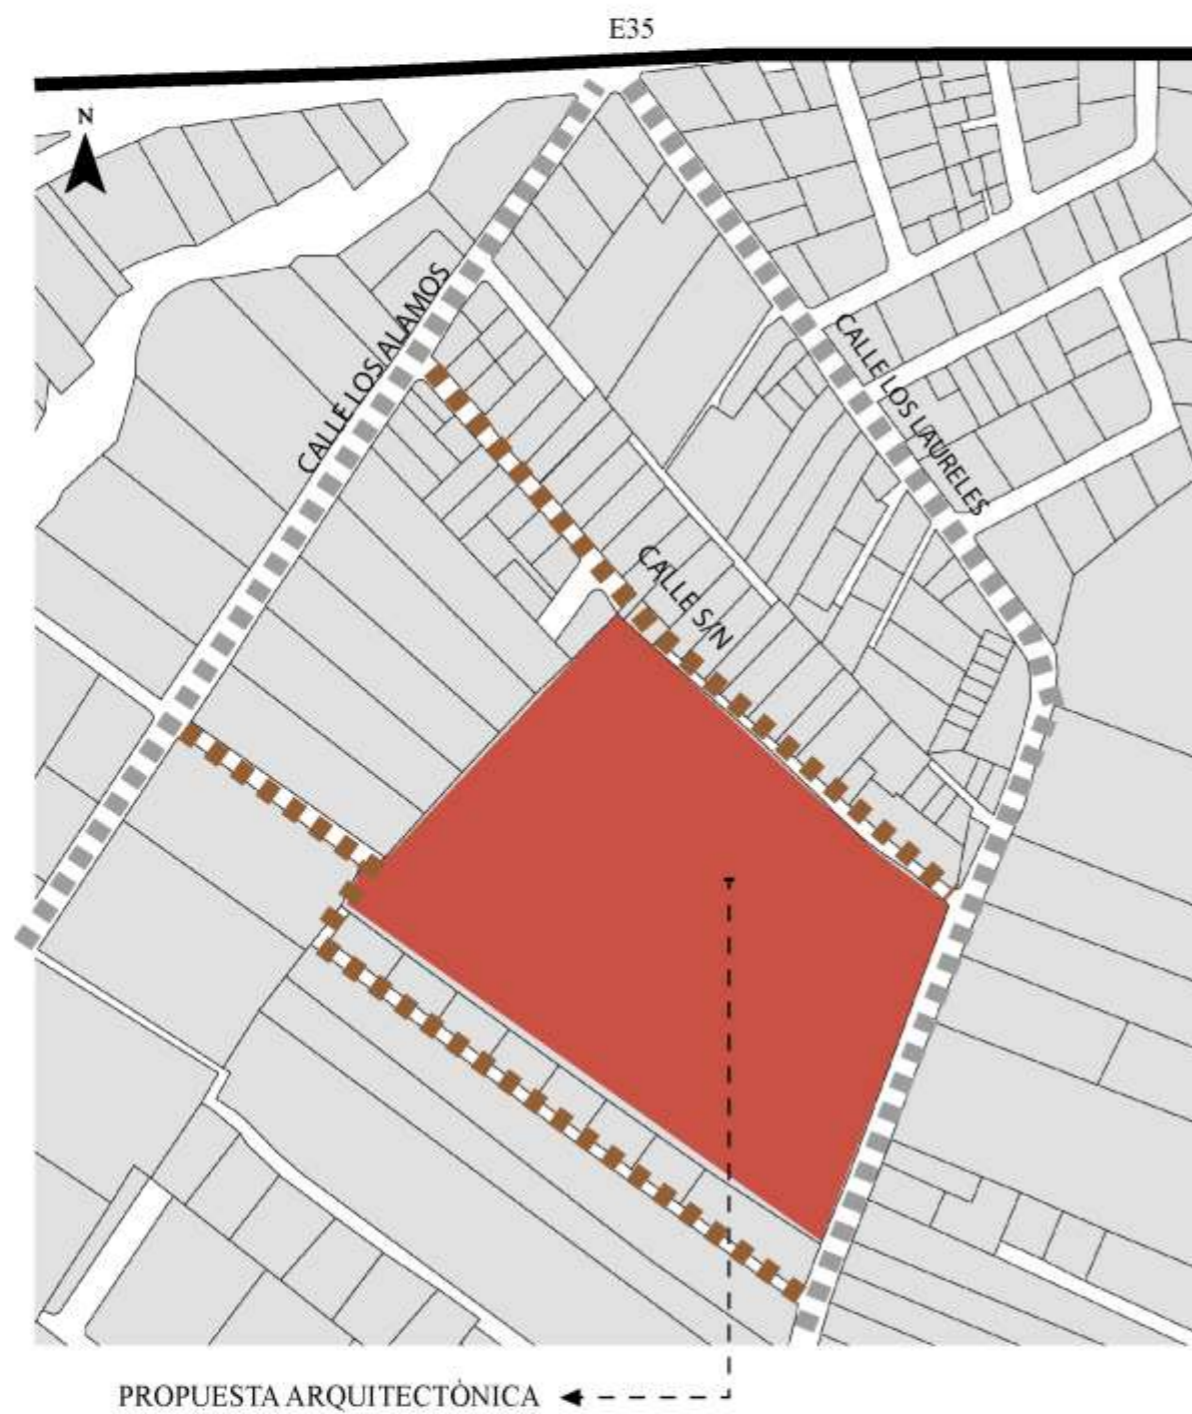 E35
N
CALLE LOS ALAMOS
CALLE LOS LAURELES
CALLE S/N
PROPUESTA ARQUITECTÓNICA